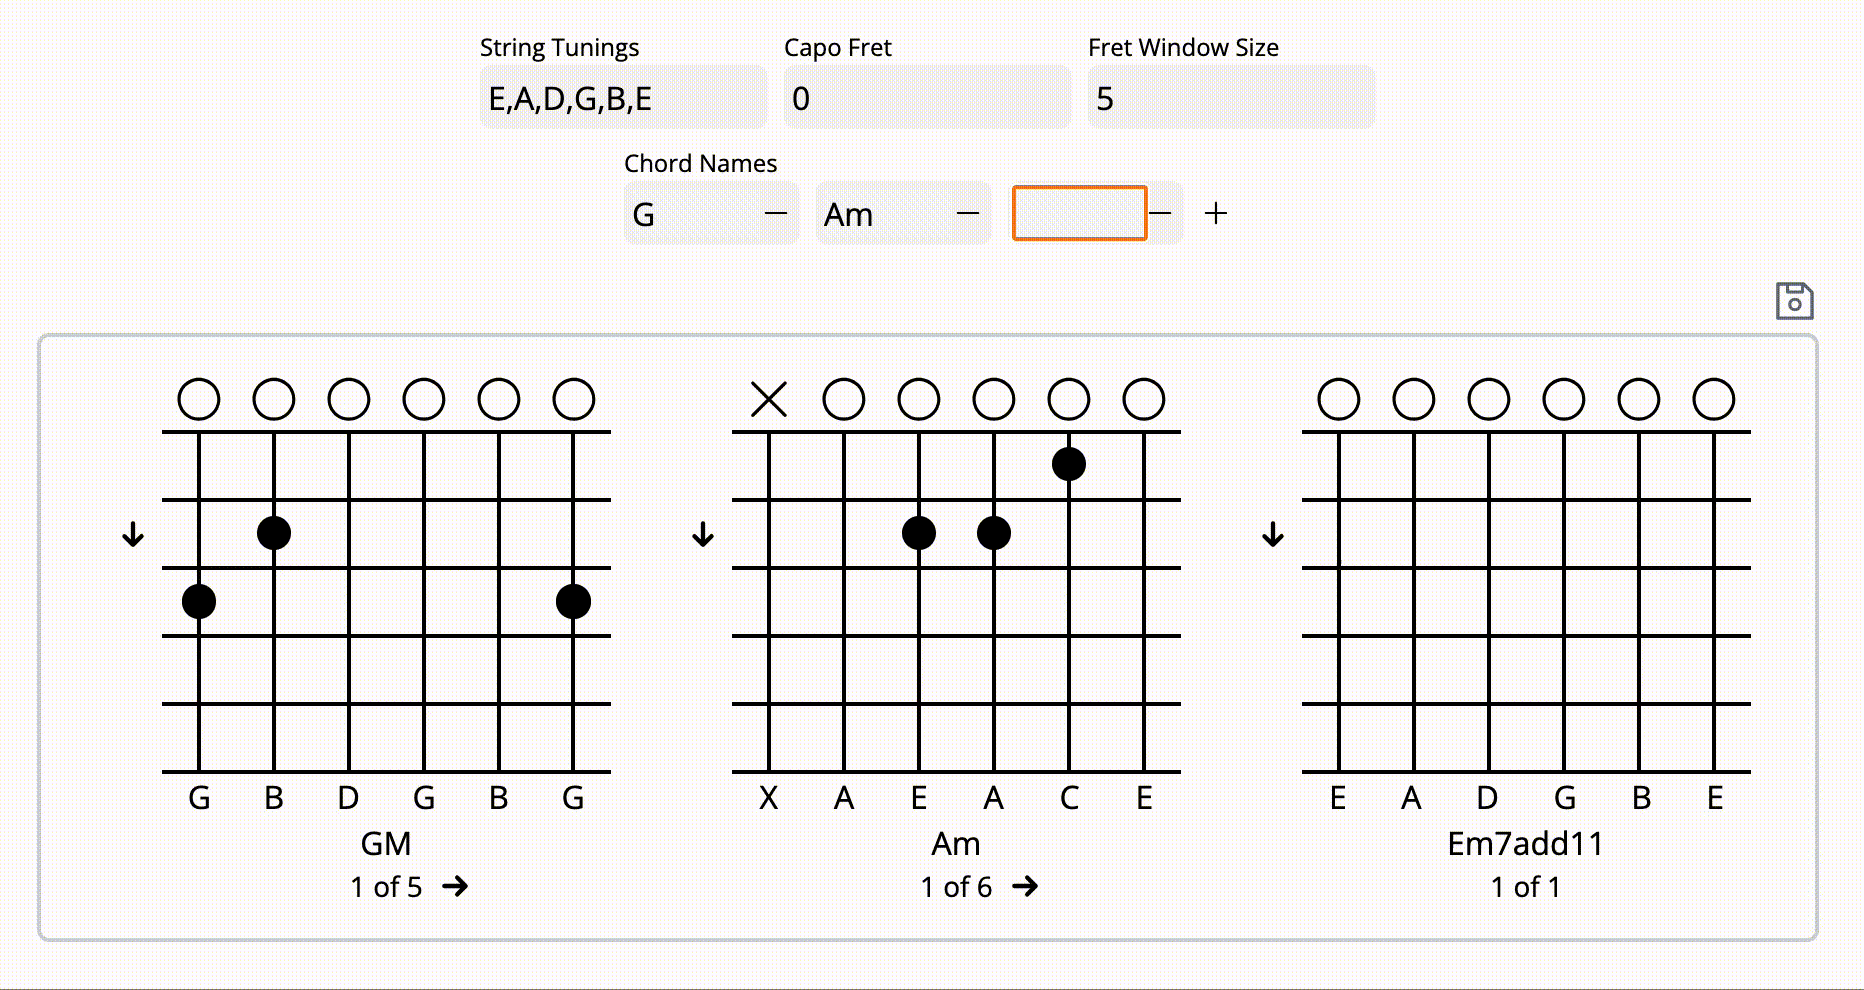 String Tunings Capo Fret Fret Window Size
E,A,D,G,B,E 0 5
Chord Names
G Am
G B D G B G X A E A C E E A D G B E
GM Am Em7add11
1 of 5 1 of 6 1 of 1